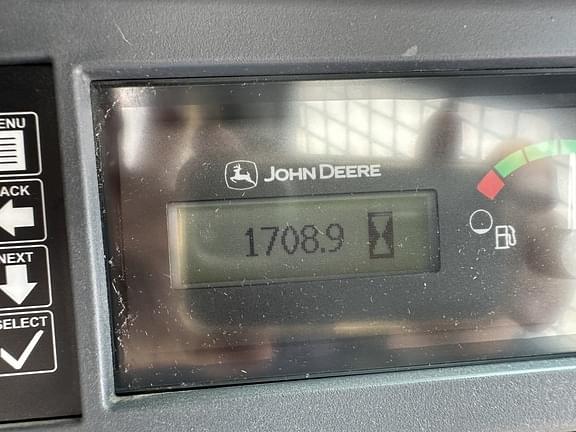 ENU
ACK
JOHN DEERE
1708.9
NEXT
SELECT